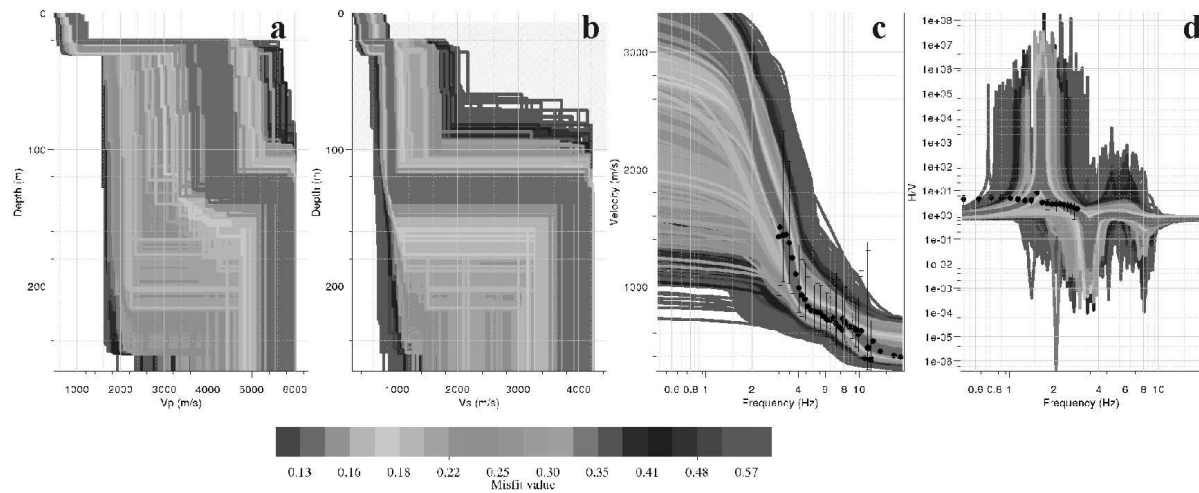 a
b
c
d
0
100
200
Depth (m)
1000 2000 3000 4000 5000 6000
Vp (m/s)
0
100
200
Depth (m)
1000 2000 3000 4000
Vs (m/s)
3000
2000
1000
Velocity (m/s)
0.6 0.8 1 2 4 6 8 10
Frequency (Hz)
1e+08
1e+07
1e+06
1e+05
1e+04
1e+03
1e+02
1e+01
1e+00
1e-01
1e-02
1e-03
1e-04
1e-05
1e-06
H/V
0.6 0.8 1 2 4 6 8 10
Frequency (Hz)
0.13 0.16 0.18 0.22 0.25 0.30 0.35 0.41 0.48 0.57
Misfit value